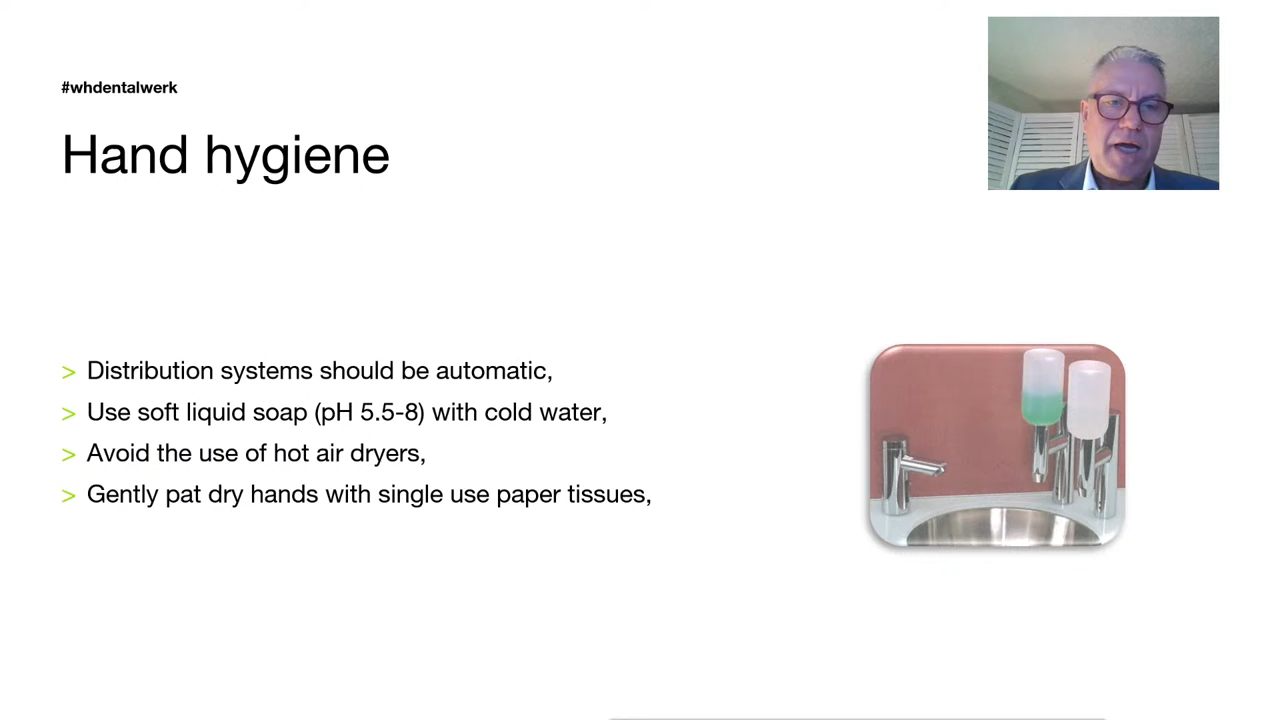 #whdentalwerk
Hand hygiene
> Distribution systems should be automatic,
> Use soft liquid soap (pH 5.5-8) with cold water,
> Avoid the use of hot air dryers,
> Gently pat dry hands with single use paper tissues,